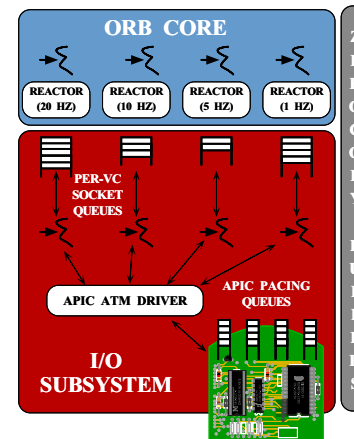 ORB CORE
REACTOR
(20 HZ)
REACTOR
(10 HZ)
REACTOR
(5 HZ)
REACTOR
(1 HZ)
PER-VC
SOCKET
QUEUES
APIC ATM DRIVER
APIC PACING
QUEUES
I/O
SUBSYSTEM